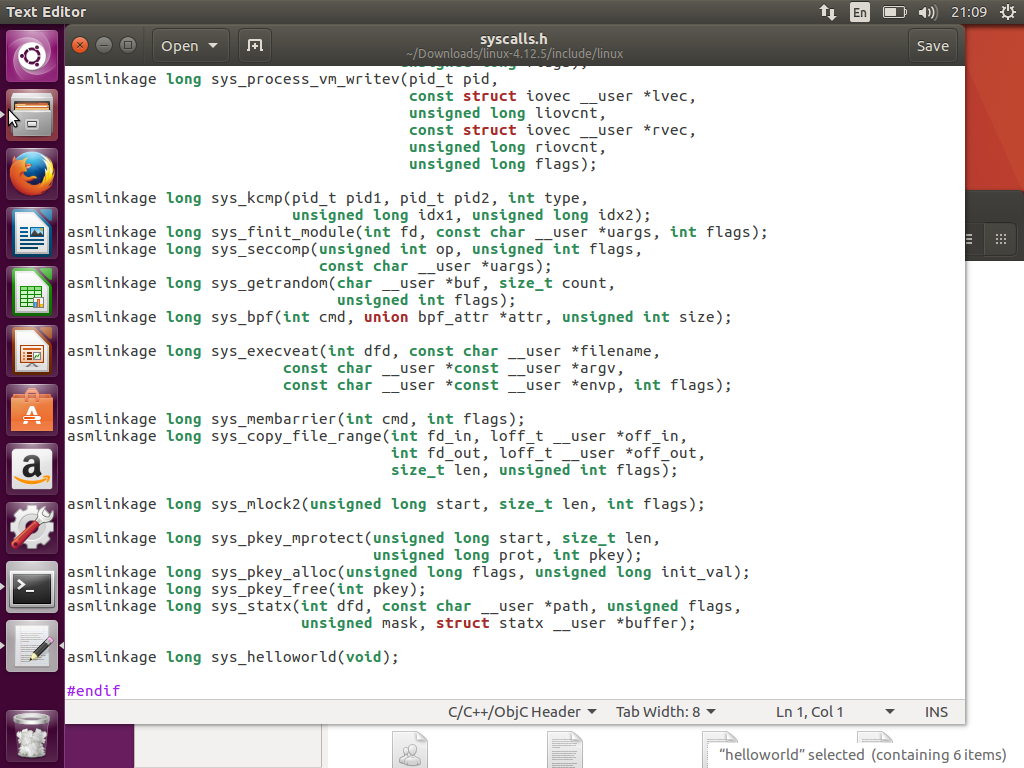 Text Editor
En
21:09
Open
syscalls.h
~/Downloads/linux-4.12.5/include/linux
Save
asmlinkage long sys_process_vm_writev(pid_t pid,
const struct iovec __user *lvec,
unsigned long liovcnt,
const struct iovec __user *rvec,
unsigned long riovcnt,
unsigned long flags);
asmlinkage long sys_kcmp(pid_t pid1, pid_t pid2, int type,
unsigned long idx1, unsigned long idx2);
asmlinkage long sys_finit_module(int fd, const char __user *uargs, int flags);
asmlinkage long sys_seccomp(unsigned int op, unsigned int flags,
const char __user *uargs);
asmlinkage long sys_getrandom(char __user *buf, size_t count,
unsigned int flags);
asmlinkage long sys_bpf(int cmd, union bpf_attr *attr, unsigned int size);
asmlinkage long sys_execveat(int dfd, const char __user *filename,
const char __user *const __user *argv,
const char __user *const __user *envp, int flags);
asmlinkage long sys_membarrier(int cmd, int flags);
asmlinkage long sys_copy_file_range(int fd_in, loff_t __user *off_in,
int fd_out, loff_t __user *off_out,
size_t len, unsigned int flags);
asmlinkage long sys_mlock2(unsigned long start, size_t len, int flags);
asmlinkage long sys_pkey_mprotect(unsigned long start, size_t len,
unsigned long prot, int pkey);
asmlinkage long sys_pkey_alloc(unsigned long flags, unsigned long init_val);
asmlinkage long sys_pkey_free(int pkey);
asmlinkage long sys_statx(int dfd, const char __user *path, unsigned flags,
unsigned mask, struct statx __user *buffer);
asmlinkage long sys_helloworld(void);
#endif
C/C++/ObjC Header Tab Width: 8 Ln 1, Col 1 INS
“helloworld” selected (containing 6 items)